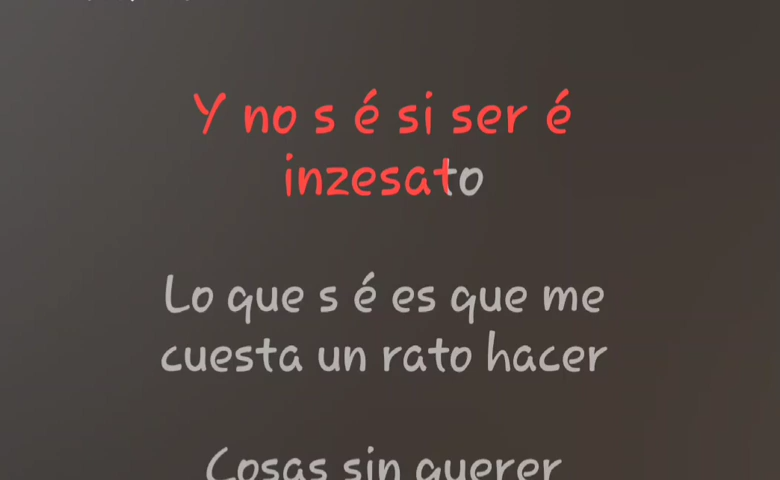 Y no s é si ser é
inzesato
Lo que s é es que me
cuesta un rato hacer
Cosas sin querer